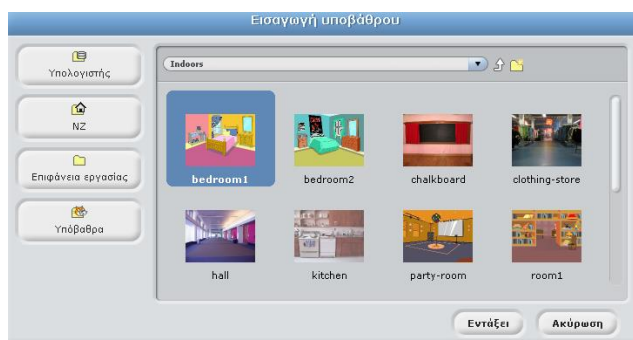 Εισαγωγή υποβάθρου
Υπολογιστής
NZ
Επιφάνεια εργασίας
Υπόβαθρα
Indoors
bedroom1 bedroom2 chalkboard clothing-store
hall kitchen party-room room1
Εντάξει Ακύρωση